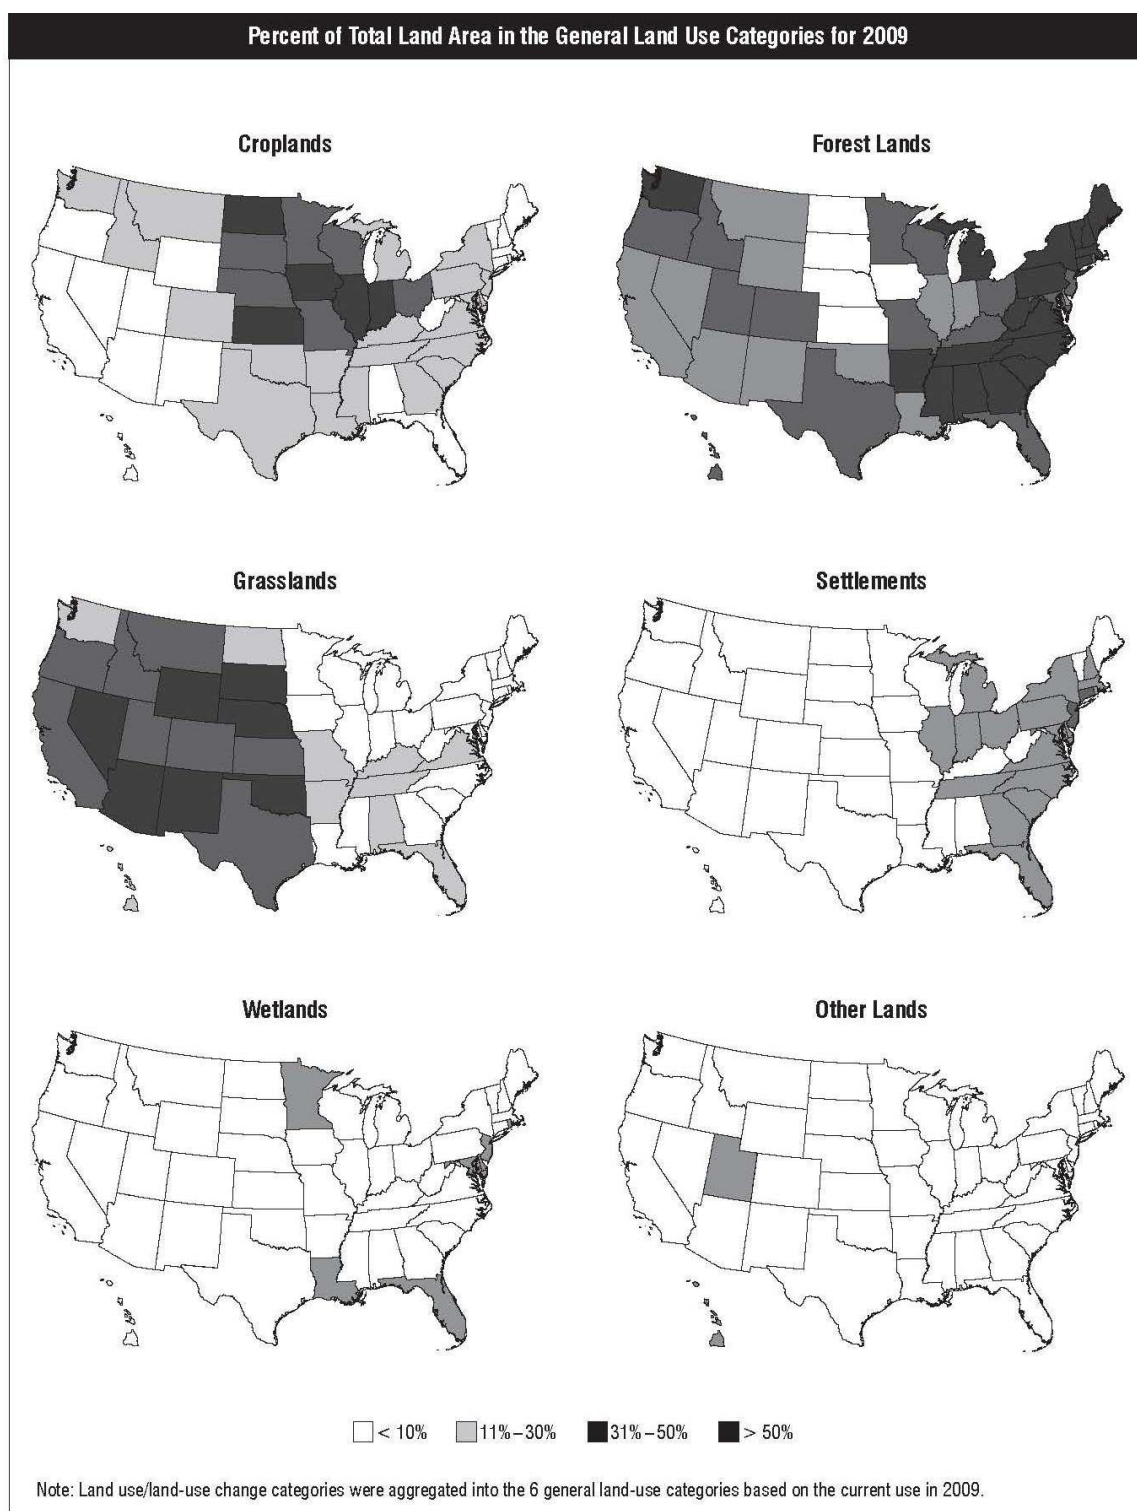 Percent of Total Land Area in the General Land Use Categories for 2009
Croplands
Forest Lands
Grasslands
Settlements
Wetlands
Other Lands
< 10% 11%–30% 31%–50% > 50%
Note: Land use/land-use change categories were aggregated into the 6 general land-use categories based on the current use in 2009.